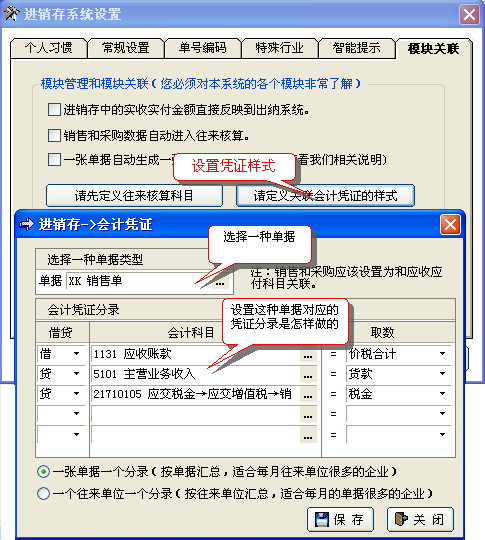 进销存系统设置
个人习惯 常规设置 单号编码 特殊行业 智能提示 模块关联
模块管理和模块关联（您必须对本系统的各个模块非常了解）
进销存中的实收实付金额直接反映到出纳系统。
销售和采购数据自动进入往来核算。
一张单据自动生成一张 看我们相关说明)
设置凭证样式
请先定义往来核算科目 请定义关联会计凭证的样式
进销存->会计凭证
选择一种单据
选择一种单据类型
单据 XK 销售单 ...
注：销售和采购应该设置为和应收应
付科目关联。
会计凭证分录
设置这种单据对应的
凭证分录是怎样做的
借贷 会计科目 取数
借 1131 应收账款 ... = 价税合计
贷 5101 主营业务收入 ... = 货款
贷 21710105 应交税金→应交增值税→销 ... = 税金
... =
... =
一张单据一个分录（按单据汇总，适合每月往来单位很多的企业）
一个往来单位一个分录（按往来单位汇总，适合每月的单据很多的企业）
保 存 关 闭